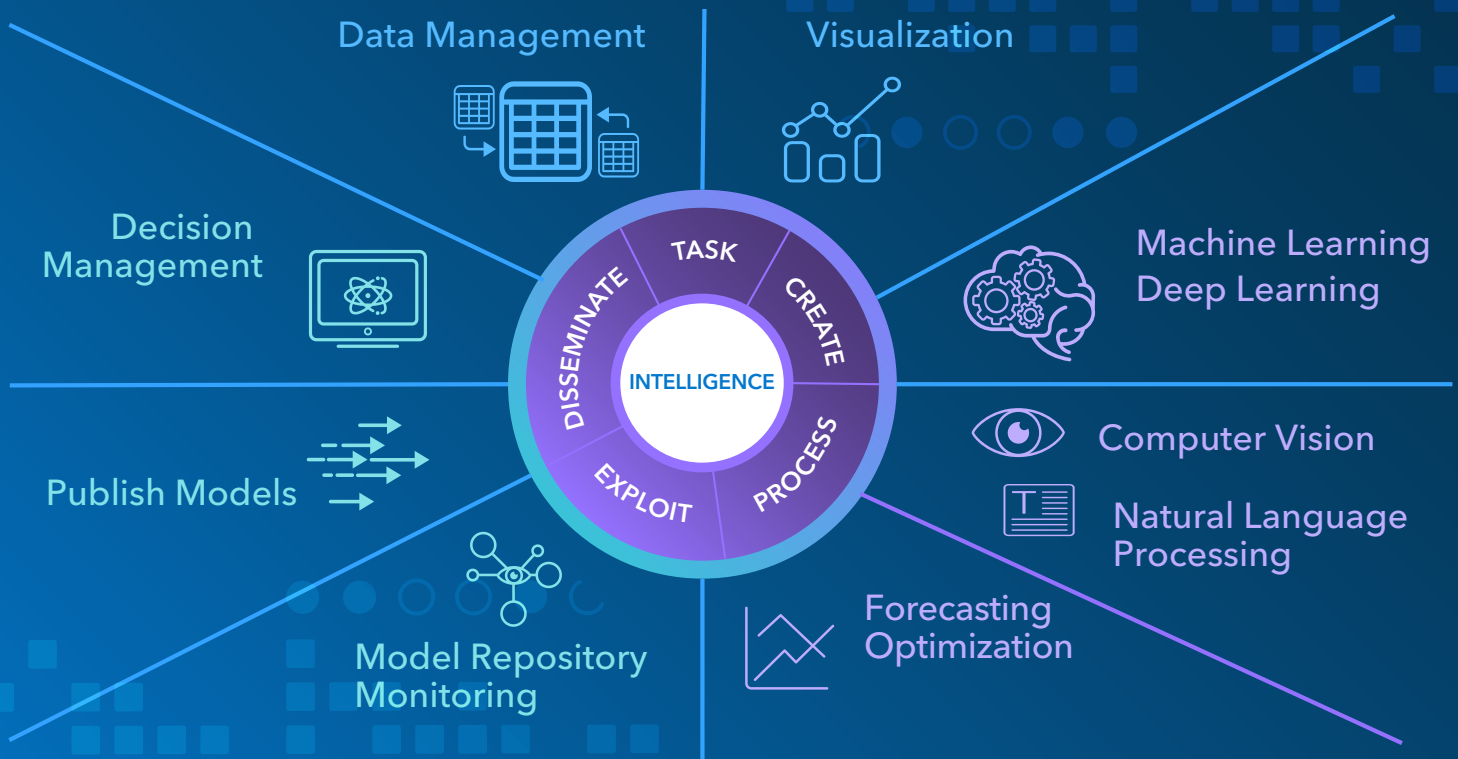 Data Management
Visualization
Decision
Management
Machine Learning
Deep Learning
TASK
CREATE
DISSEMINATE
INTELLIGENCE
PROCESS
EXPLOIT
Publish Models
Computer Vision
T
Natural Language
Processing
Forecasting
Optimization
Model Repository
Monitoring